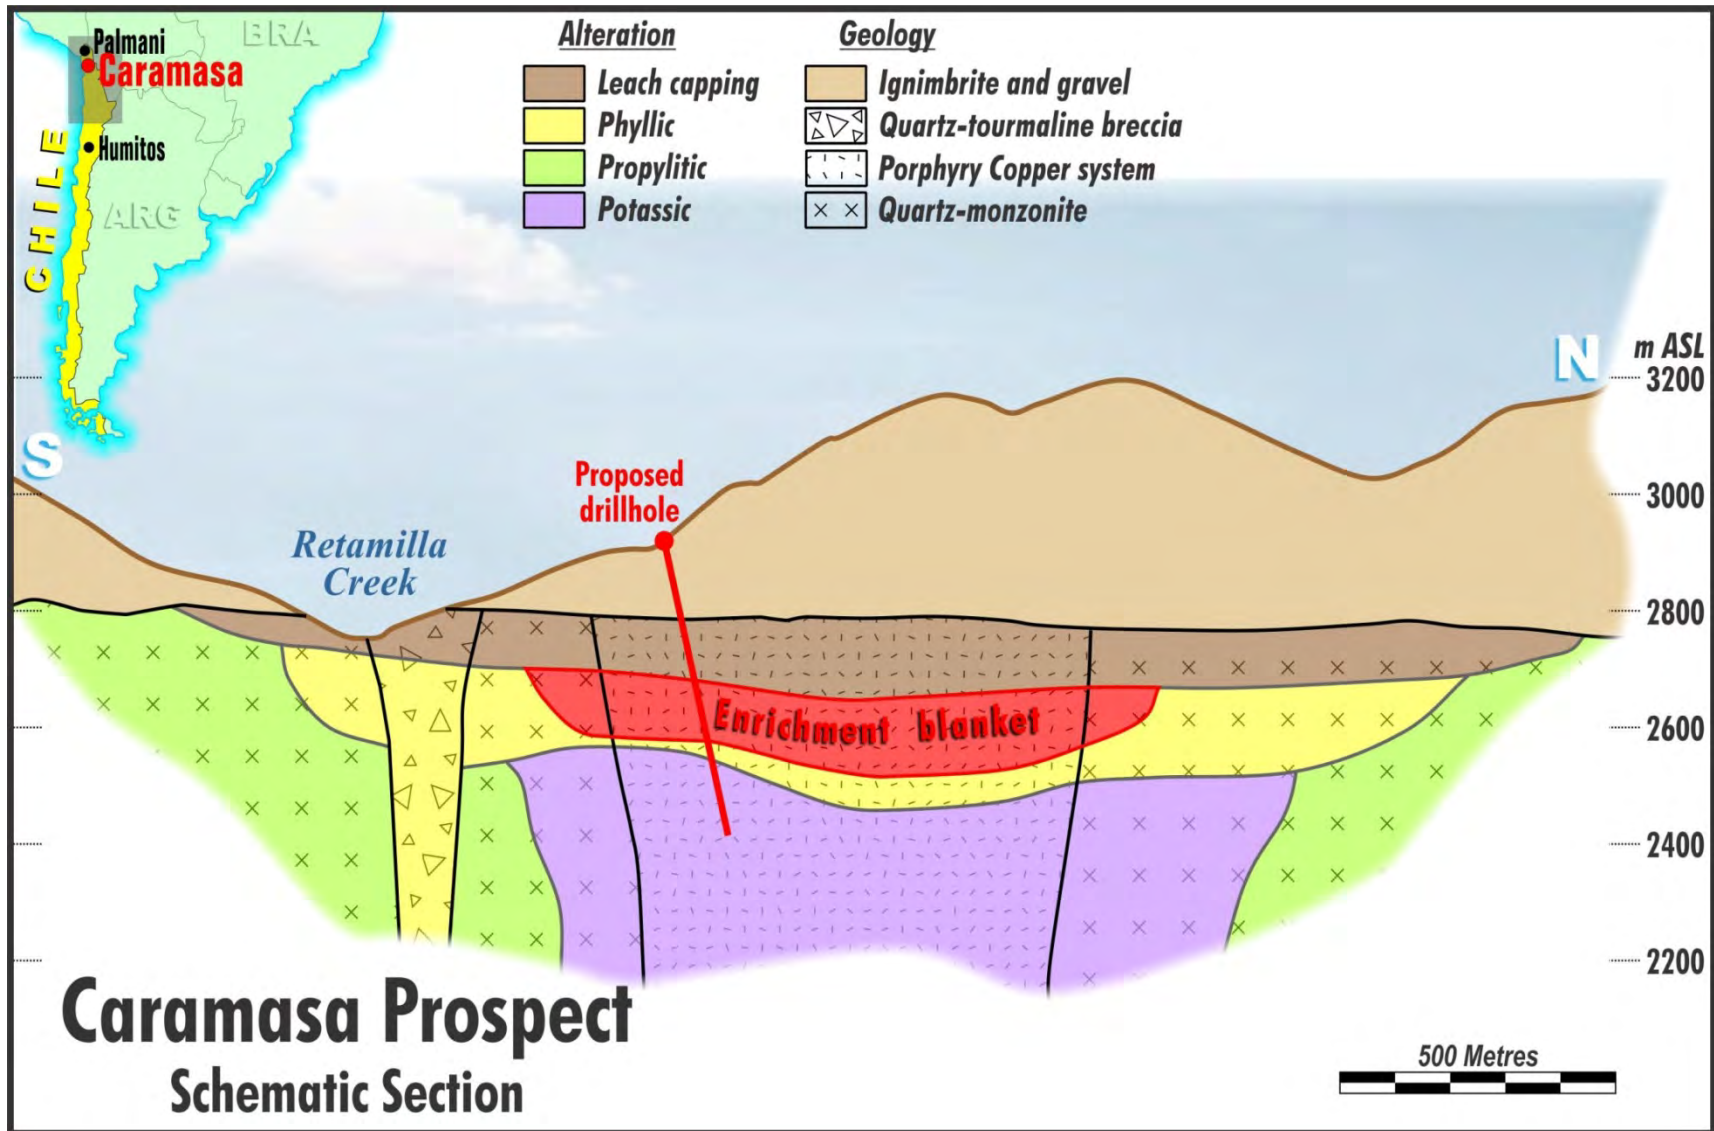 BRA
Palmani
Caramasa
Humitos
CHILE
ARG
Alteration
Leach capping
Phyllic
Propylitic
Potassic
Geology
Ignimbrite and gravel
Quartz-tourmaline breccia
Porphyry Copper system
Quartz-monzonite
N
m ASL
3200
S
Proposed
drillhole
3000
Retamilla
Creek
2800
Enrichment blanket
2600
2400
2200
Caramasa Prospect
Schematic Section
500 Metres